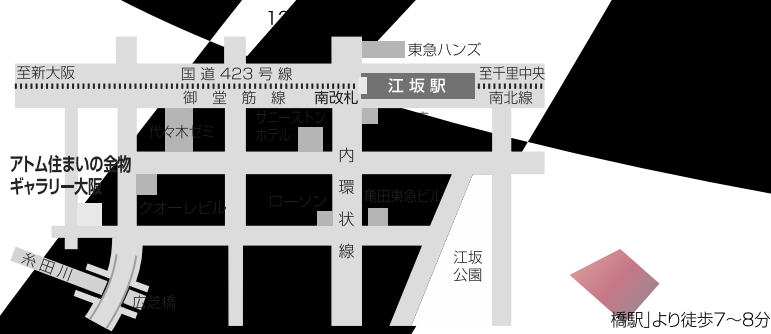 12
東急ハンズ
至新大阪
国道423号線
至千里中央
江坂駅
御堂筋線
南改札
南北線
サニーストン
ホテル
代々木ゼミ
内環状線
アトム住まいの金物
ギャラリー大阪
クオーレビル
ローソン
亀田東急ビル
糸田川
江坂
公園
広芝橋
橋駅」より徒歩7〜8分